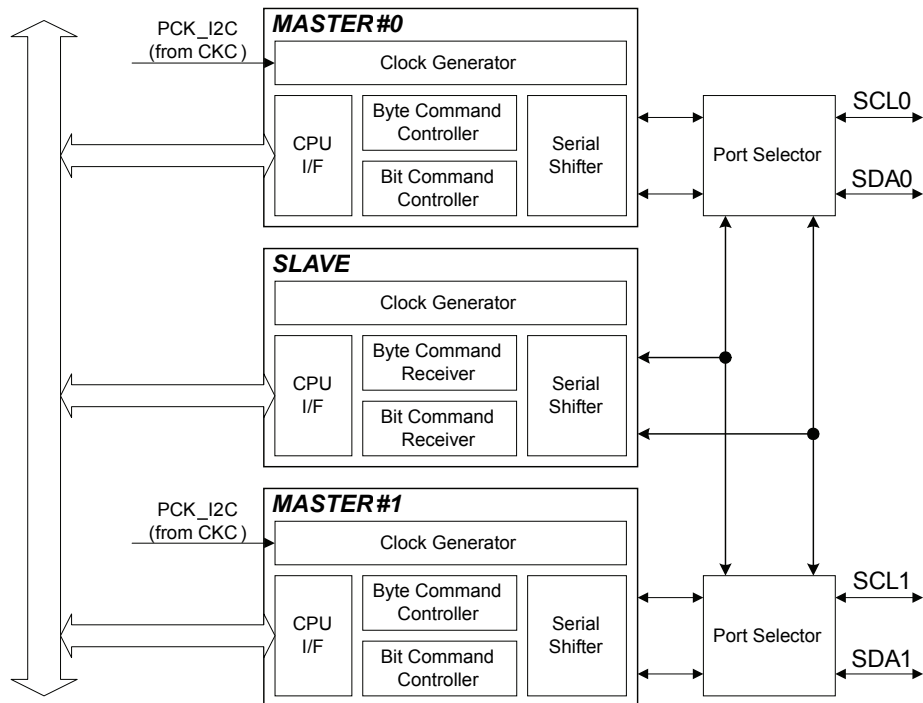 MASTER#0
PCK_I2C
(from CKC)
Clock Generator
CPU
I/F
Byte Command
Controller
Bit Command
Controller
Serial
Shifter
Port Selector
SCL0
SDA0
SLAVE
Clock Generator
CPU
I/F
Byte Command
Receiver
Bit Command
Receiver
Serial
Shifter
MASTER#1
PCK_I2C
(from CKC)
Clock Generator
CPU
I/F
Byte Command
Controller
Bit Command
Controller
Serial
Shifter
Port Selector
SCL1
SDA1